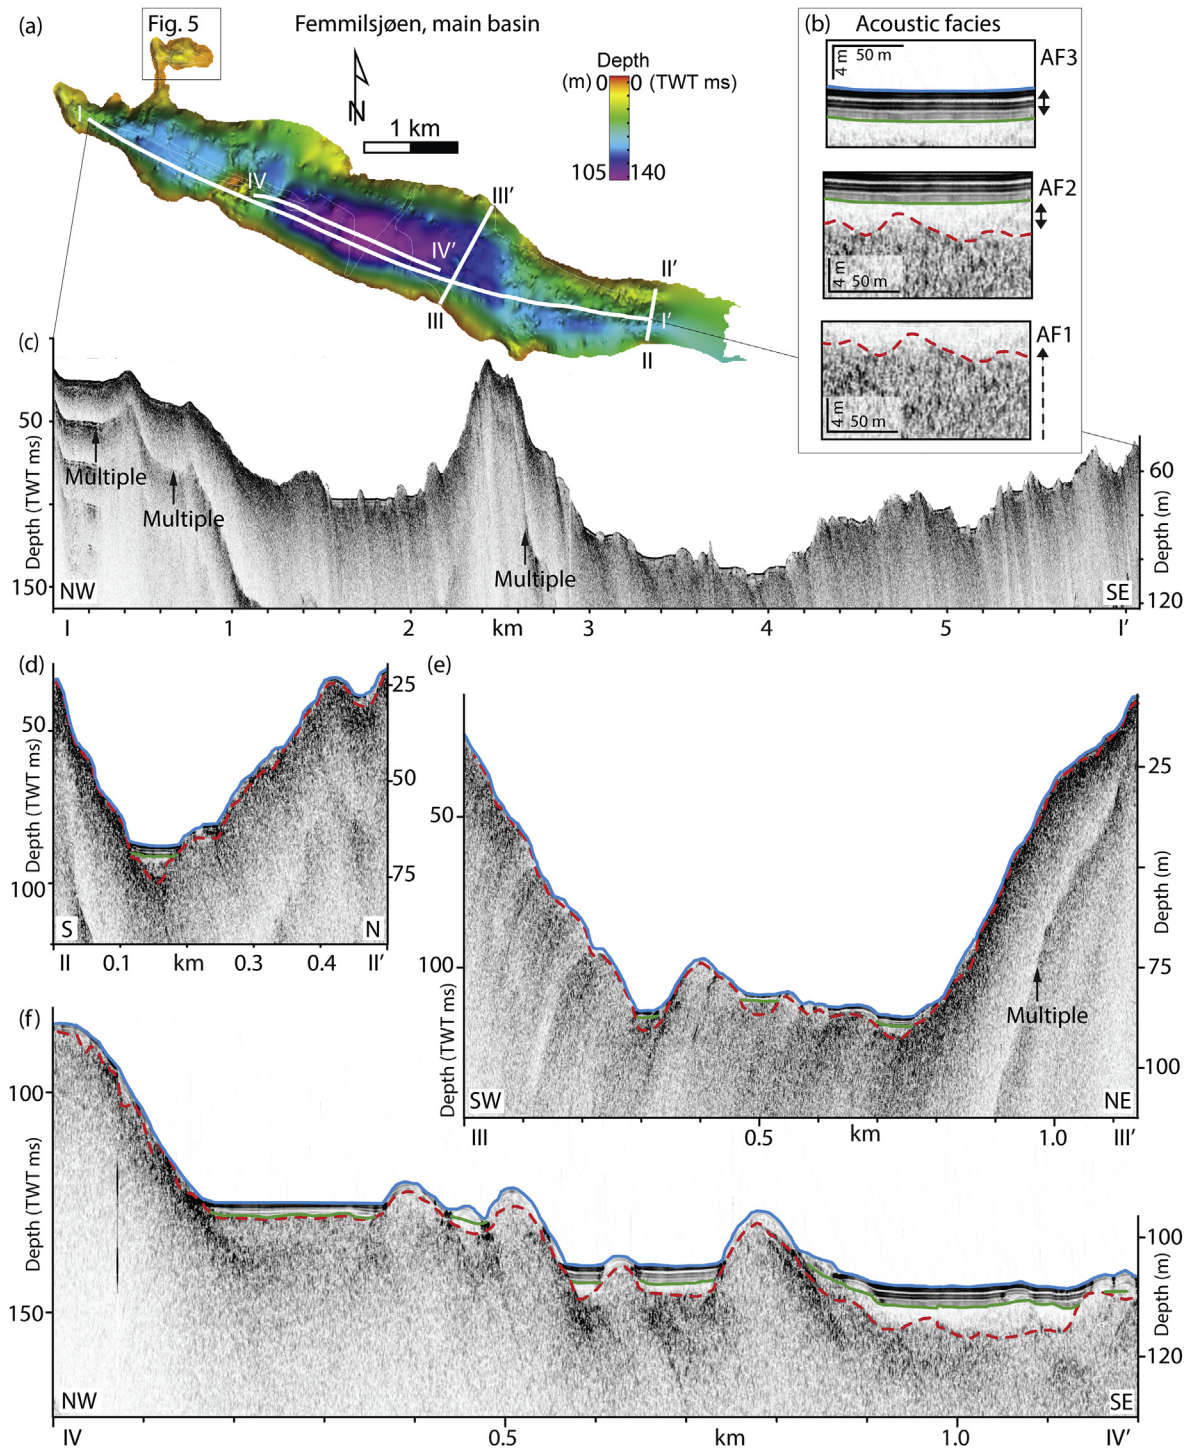 (a)
Fig. 5
Femmilsjøen, main basin
N
1 km
Depth
(m) 0 0 (TWT ms)
105 140
I
IV
III′
IV′
II′
I′
III
II
(b) Acoustic facies
4 m
50 m
AF3
AF2
4 m
50 m
AF1
4 m
50 m
(c)
Depth (TWT ms)
50
150
Multiple
Multiple
Multiple
NW
SE
60
120
Depth (m)
I 1 2 km 3 4 5 I′
(d)
Depth (TWT ms)
50
100
25
50
75
S
N
II 0.1 km 0.3 0.4 II′
(e)
Depth (TWT ms)
50
100
25
75
100
Depth (m)
Multiple
SW
NE
III 0.5 km 1.0 III′
(f)
Depth (TWT ms)
100
150
100
120
Depth (m)
NW
SE
IV 0.5 km 1.0 IV′